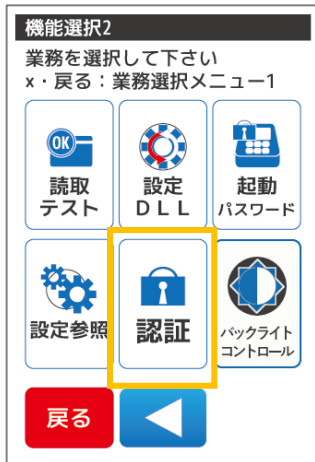 機能選択2
業務を選択して下さい
x・戻る：業務選択メニュー1
OK
読取
テスト
設定
DLL
起動
パスワード
設定参照
認証
バックライト
コントロール
戻る